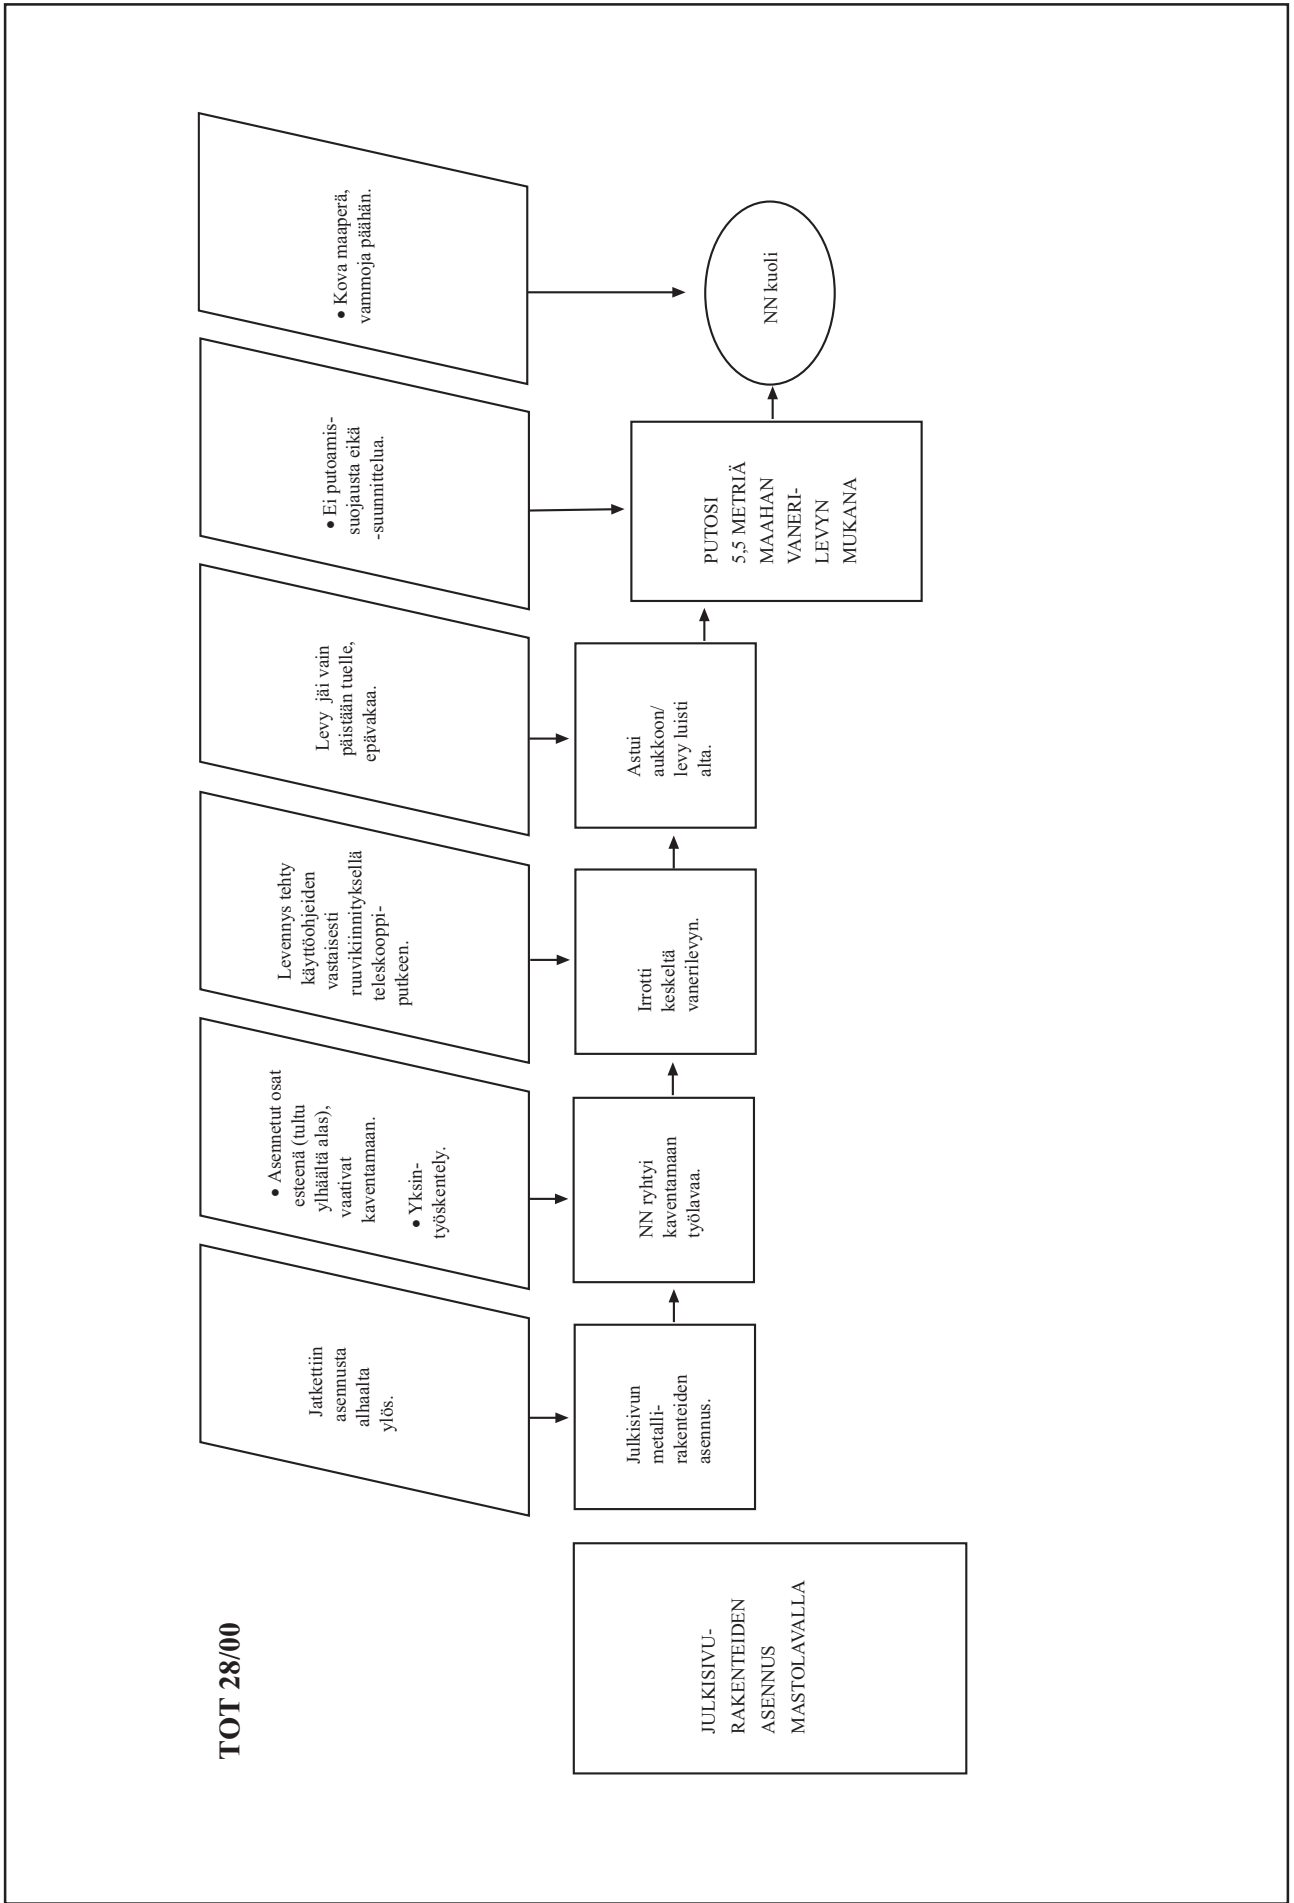 TOT 28/00
Jatkettiin
asennusta
alhaalta
ylös.
• Asennetut osat
esteenä (tultu
ylhäältä alas),
vaativat
kaventamaan.
• Yksin-
työskentely.
Levennys tehty
käyttöohjeiden
vastaisesti
ruuvikiinnityksellä
teleskooppi-
putkeen.
Levy jäi vain
päistään tuelle,
epävakaa.
• Ei putoamis-
suojausta eikä
-suunnittelua.
• Kova maaperä,
vammoja päähän.
JULKISIVU-
RAKENTEIDEN
ASENNUS
MASTOLAVALLA
Julkisivun
metalli-
rakenteiden
asennus.
NN ryhtyi
kaventamaan
työlavaa.
Irrotti
keskeltä
vanerilevyn.
Astui
aukkoon/
levy luisti
alta.
PUTOSI
5,5 METRIÄ
MAAHAN
VANERI-
LEVYN
MUKANA
NN kuoli